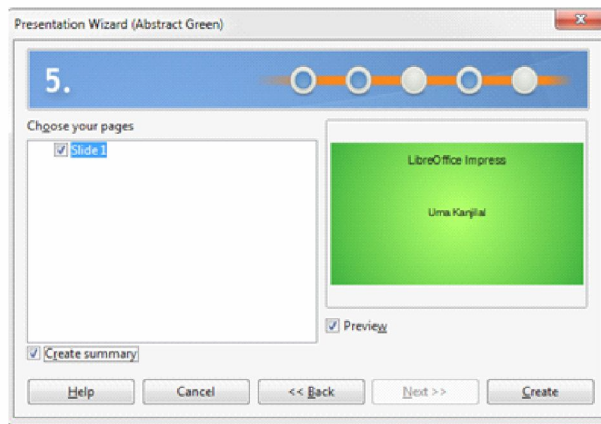 Presentation Wizard (Abstract Green)
5.
Choose your pages
Slide 1
LibreOffice Impress
Uma Kanjilal
Preview
Create summary
Help Cancel << Back Next >> Create